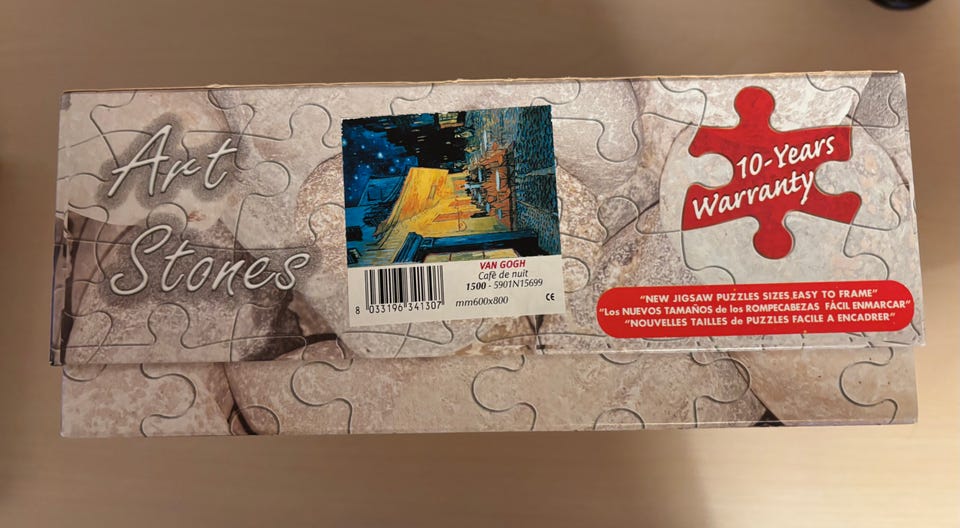 Art
Stones
VAN GOGH
Cafè de nuit
1500 - 5901N15699
8 033196 341307
mm600x800
CE
10-Years
Warranty
"NEW JIGSAW PUZZLES SIZES EASY TO FRAME"
"Los NUEVOS TAMAÑOS de los ROMPECABEZAS FÁCIL ENMARCAR"
"NOUVELLES TAILLES de PUZZLES FACILE A ENCADRER"